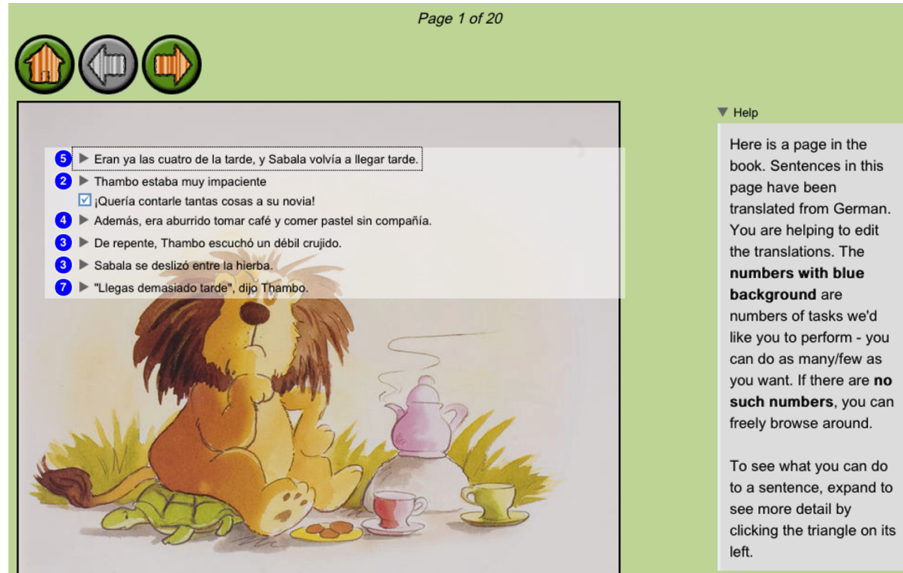 Page 1 of 20
5 Eran ya las cuatro de la tarde, y Sabala volvía a llegar tarde.
2 Thambo estaba muy impaciente
¡Quería contarle tantas cosas a su novia!
4 Además, era aburrido tomar café y comer pastel sin compañía.
3 De repente, Thambo escuchó un débil crujido.
3 Sabala se deslizó entre la hierba.
7 "Llegas demasiado tarde", dijo Thambo.
Help
Here is a page in the
book. Sentences in this
page have been
translated from German.
You are helping to edit
the translations. The
numbers with blue
background are
numbers of tasks we'd
like you to perform - you
can do as many/few as
you want. If there are no
such numbers, you can
freely browse around.
To see what you can do
to a sentence, expand to
see more detail by
clicking the triangle on its
left.